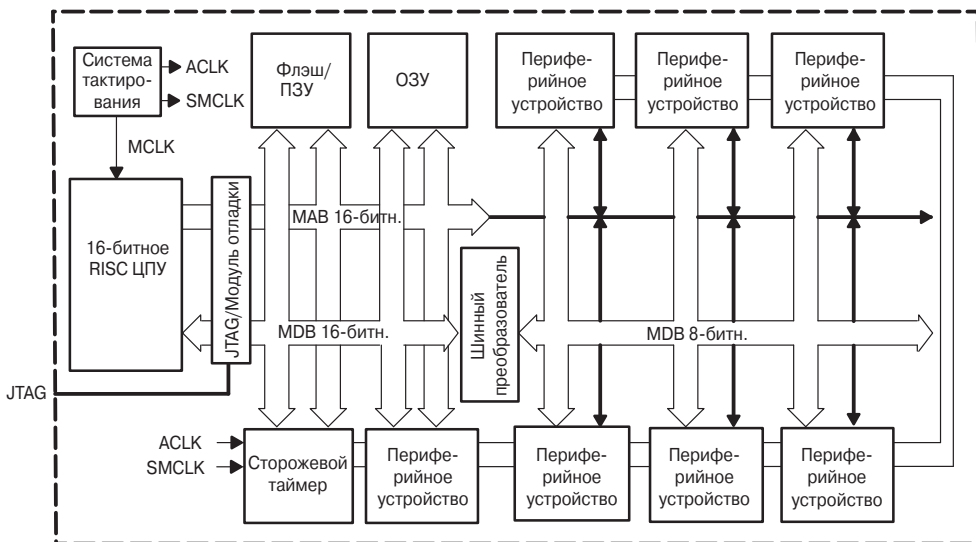 Система
тактиро-
вания
ACLK
SMCLK
MCLK
Флэш/
ПЗУ
ОЗУ
Перифе-
рийное
устройство
Перифе-
рийное
устройство
Перифе-
рийное
устройство
16-битное
RISC ЦПУ
JTAG/Модуль отладки
MAB 16-битн.
MDB 16-битн.
Шинный
преобразователь
MDB 8-битн.
JTAG
ACLK
SMCLK
Сторожевой
таймер
Перифе-
рийное
устройство
Перифе-
рийное
устройство
Перифе-
рийное
устройство
Перифе-
рийное
устройство